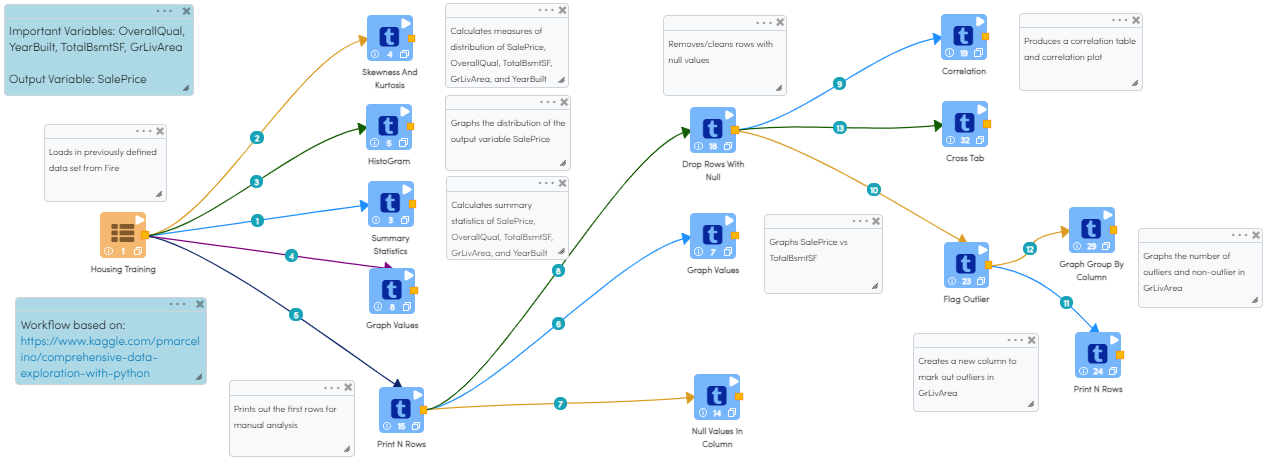 Important Variables: OverallQual,
YearBuilt, TotalBsmtSF, GrLivArea
Output Variable: SalePrice
Loads in previously defined
data set from Fire
1
Housing Training
Workflow based on:
https://www.kaggle.com/pmarcel
ino/comprehensive-data-
exploration-with-python
2
3
1
4
5
t
4
Skewness And
Kurtosis
Calculates measures of
distribution of SalePrice,
OverallQual, TotalBsmtSF,
GrLivArea, and YearBuilt
t
5
HistoGram
Graphs the distribution of the
output variable SalePrice
t
3
Summary
Statistics
Calculates summary
statistics of SalePrice,
OverallQual, TotalBsmtSF,
GrLivArea, and YearBuilt
t
Graph Values
Prints out the first rows for
manual analysis
t
15
Print N Rows
8
6
7
Removes/cleans rows with
null values
t
18
Drop Rows With
Null
t
7
Graph Values
Graphs SalePrice vs
TotalBsmtSF
t
14
Null Values In
Column
9
13
10
t
19
Correlation
Produces a correlation table
and correlation plot
t
32
Cross Tab
t
23
Flag Outlier
Creates a new column to
mark out outliers in
GrLivArea
12
11
t
29
Graph Group By
Column
Graphs the number of
outliers and non-outlier in
GrLivArea
t
24
Print N Rows